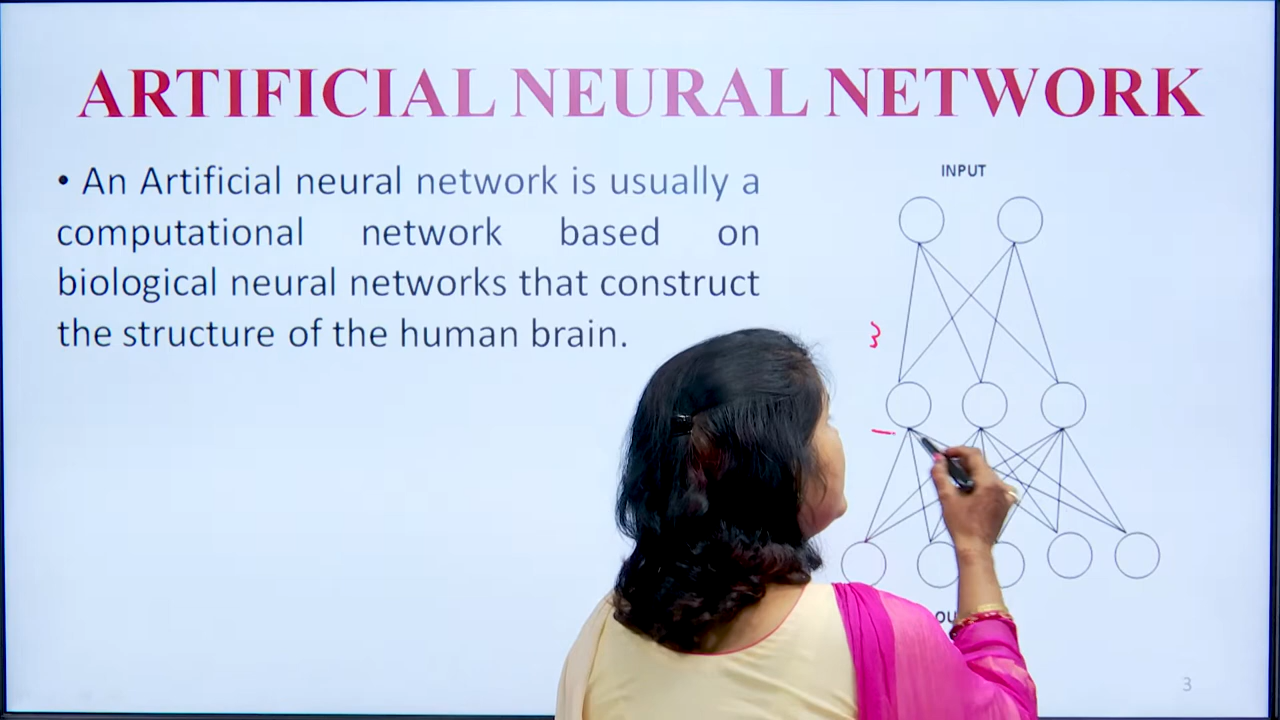 ARTIFICIAL NEURAL NETWORK
• An Artificial neural network is usually a
computational network based on
biological neural networks that construct
the structure of the human brain.
INPUT
3